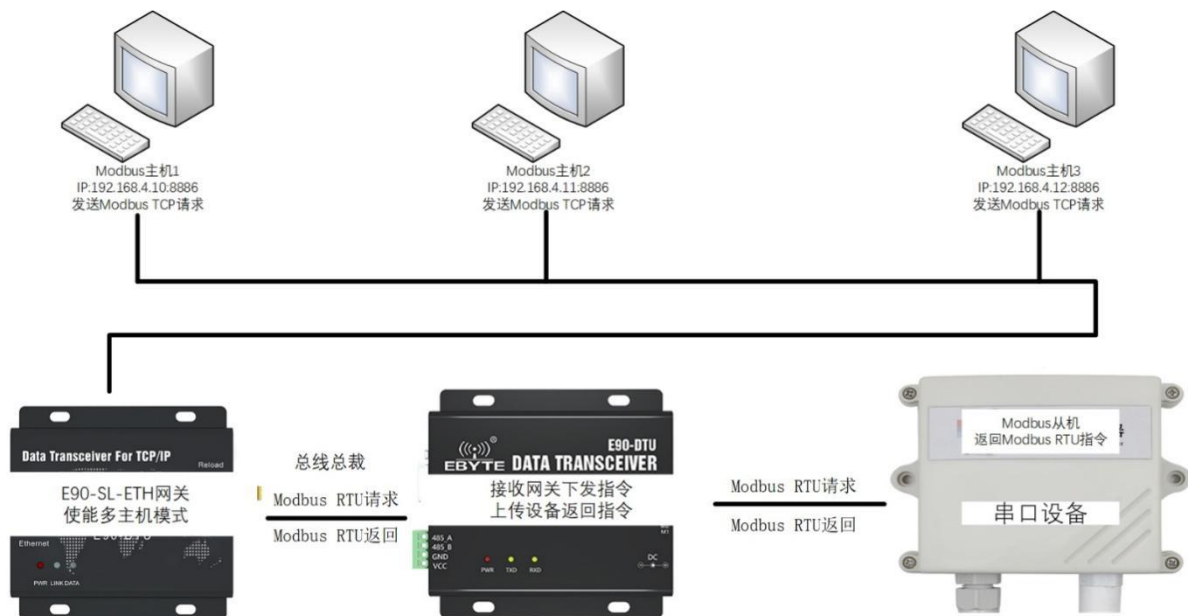 Modbus主机1
IP:192.168.4.10:8886
发送Modbus TCP请求
Modbus主机2
IP:192.168.4.11:8886
发送Modbus TCP请求
Modbus主机3
IP:192.168.4.12:8886
发送Modbus TCP请求
Data Transceiver For TCP/IP
Reload
E90-SL-ETH网关
使能多主机模式
Ethernet
E90-DTU
PWR LINK DATA
总线总裁
Modbus RTU请求
Modbus RTU返回
E90-DTU
EBYTE DATA TRANSCEIVER
接收网关下发指令
上传设备返回指令
485_A
485_B
GND
VCC
PWR TXD RXD
DC
Modbus RTU请求
Modbus RTU返回
Modbus从机
返回Modbus RTU指令
串口设备